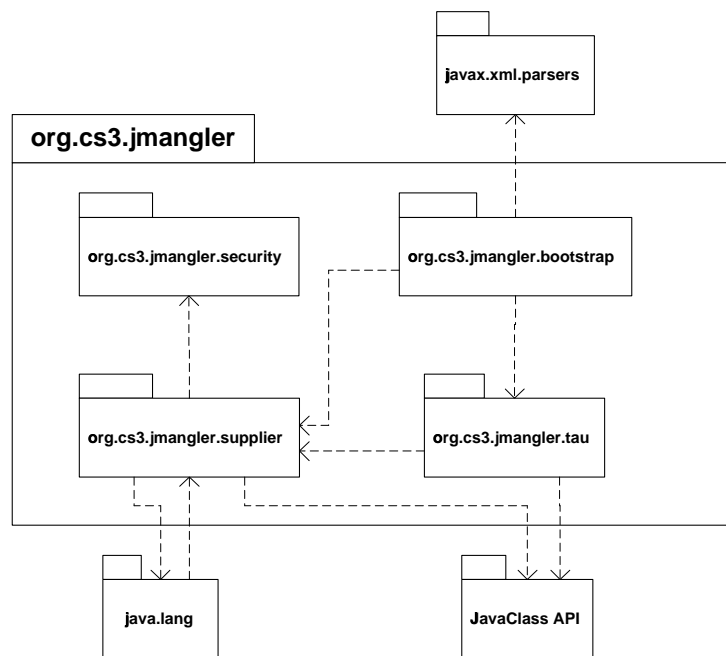 javax.xml.parsers
org.cs3.jmangler
org.cs3.jmangler.security
org.cs3.jmangler.bootstrap
org.cs3.jmangler.supplier
org.cs3.jmangler.tau
java.lang
JavaClass API